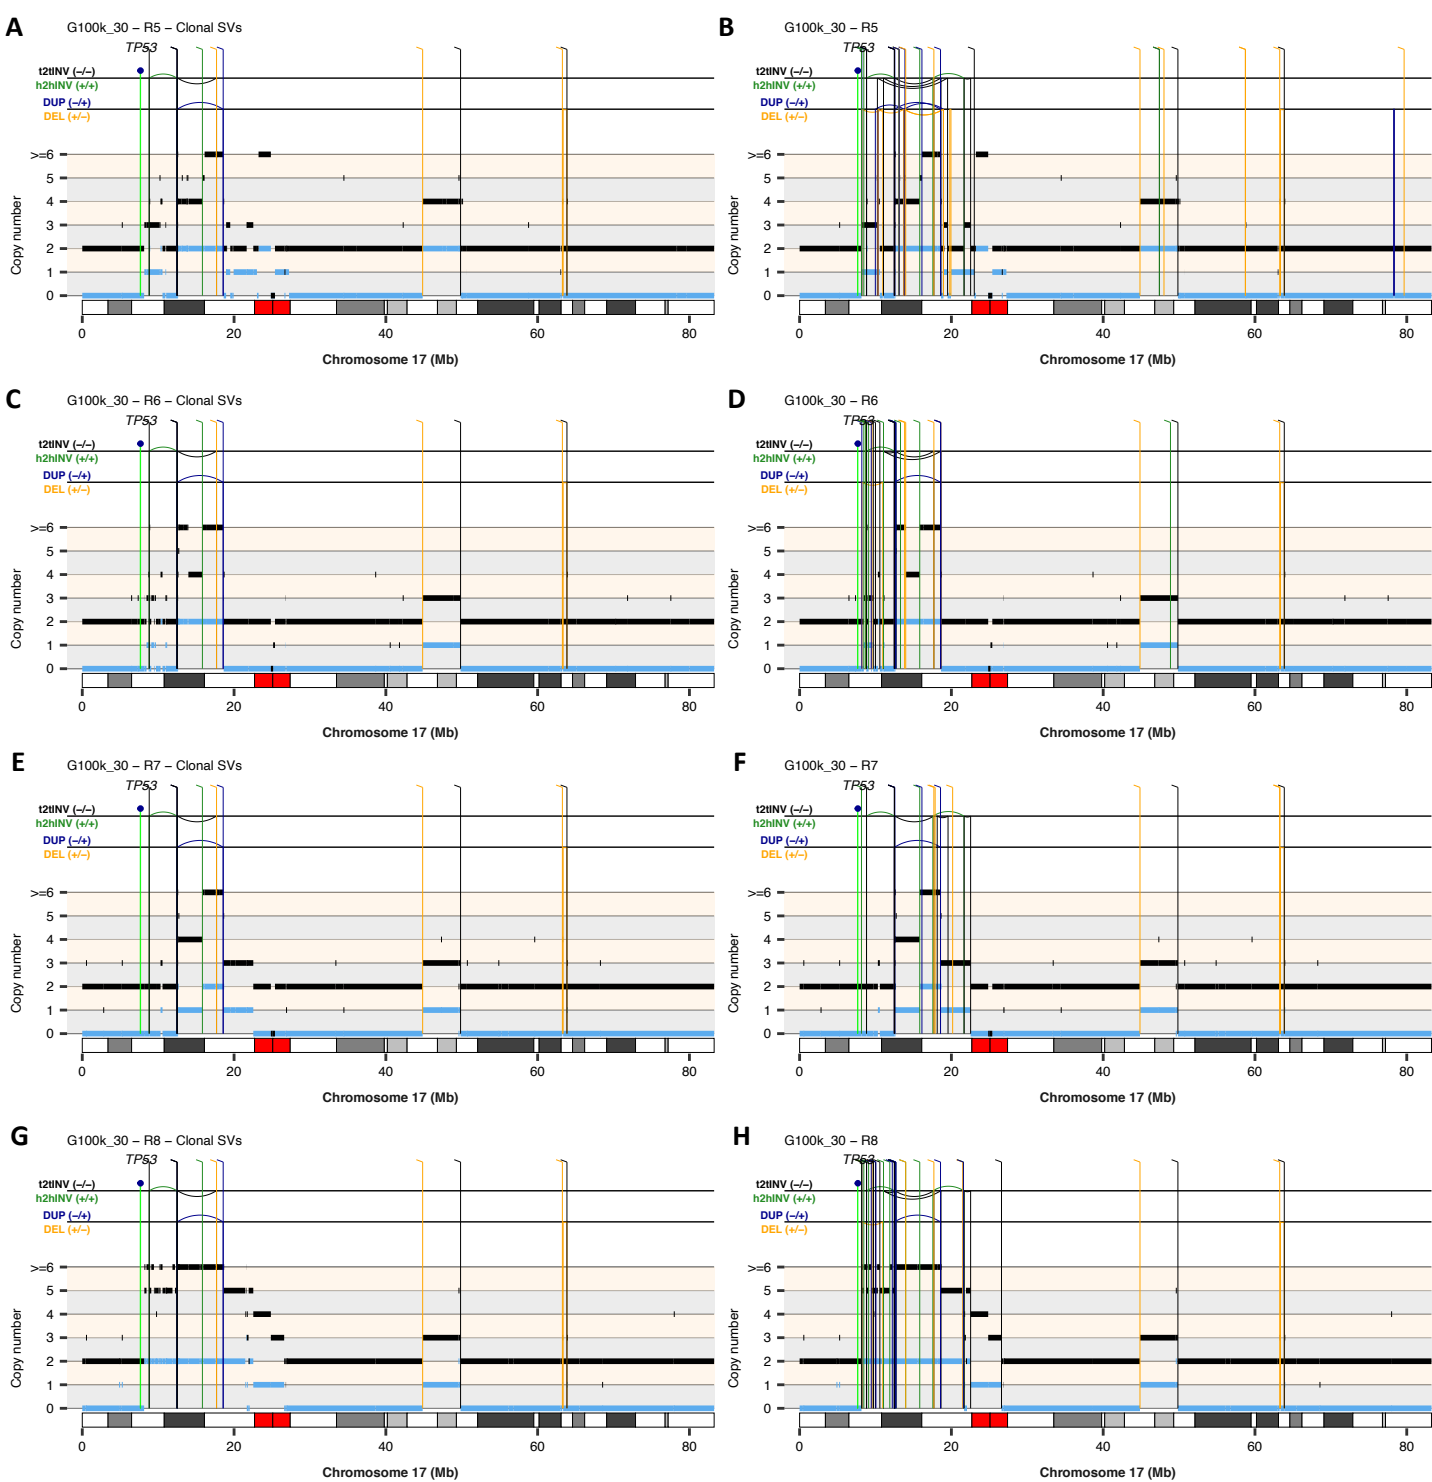 A
G100k_30 – R5 – Clonal SVs
TP53
t2tINV (–/–)
h2hINV (+/+)
DUP (–/+)
DEL (+/–)
>=6
5
4
3
2
1
0
Copy number
0 20 40 60 80
Chromosome 17 (Mb)
B
G100k_30 – R5
TP53
t2tINV (–/–)
h2hINV (+/+)
DUP (–/+)
DEL (+/–)
>=6
5
4
3
2
1
0
Copy number
0 20 40 60 80
Chromosome 17 (Mb)
C
G100k_30 – R6 – Clonal SVs
TP53
t2tINV (–/–)
h2hINV (+/+)
DUP (–/+)
DEL (+/–)
>=6
5
4
3
2
1
0
Copy number
0 20 40 60 80
Chromosome 17 (Mb)
D
G100k_30 – R6
TP53
t2tINV (–/–)
h2hINV (+/+)
DUP (–/+)
DEL (+/–)
>=6
5
4
3
2
1
0
Copy number
0 20 40 60 80
Chromosome 17 (Mb)
E
G100k_30 – R7 – Clonal SVs
TP53
t2tINV (–/–)
h2hINV (+/+)
DUP (–/+)
DEL (+/–)
>=6
5
4
3
2
1
0
Copy number
0 20 40 60 80
Chromosome 17 (Mb)
F
G100k_30 – R7
TP53
t2tINV (–/–)
h2hINV (+/+)
DUP (–/+)
DEL (+/–)
>=6
5
4
3
2
1
0
Copy number
0 20 40 60 80
Chromosome 17 (Mb)
G
G100k_30 – R8 – Clonal SVs
TP53
t2tINV (–/–)
h2hINV (+/+)
DUP (–/+)
DEL (+/–)
>=6
5
4
3
2
1
0
Copy number
0 20 40 60 80
Chromosome 17 (Mb)
H
G100k_30 – R8
TP53
t2tINV (–/–)
h2hINV (+/+)
DUP (–/+)
DEL (+/–)
>=6
5
4
3
2
1
0
Copy number
0 20 40 60 80
Chromosome 17 (Mb)